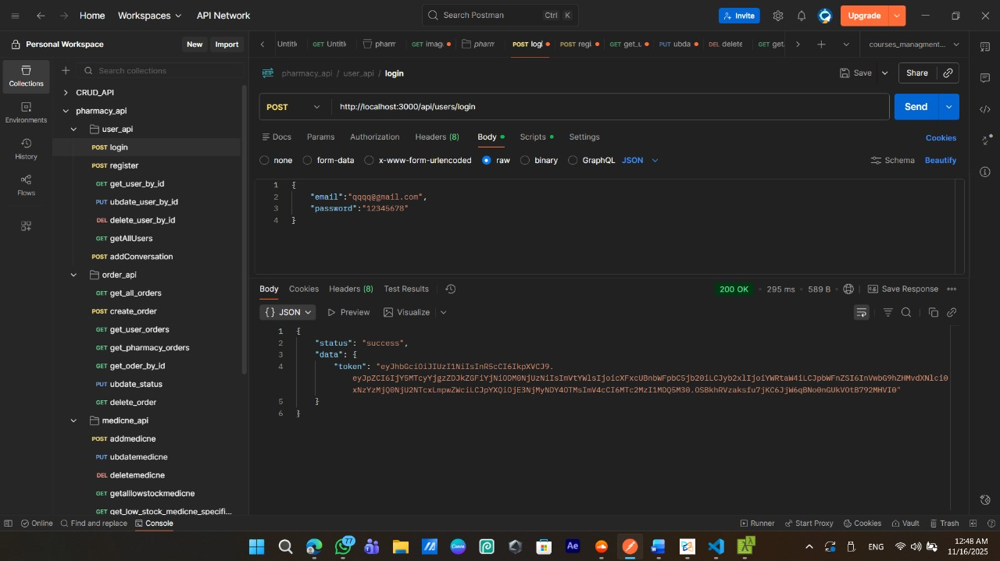 Home Workspaces API Network Search Postman Ctrl K Invite Upgrade
Personal Workspace New Import Untitle GET Untitl pharm GET imag pharm POST logi POST regi GET get_u PUT ubda DEL delete GET get courses_managment...
Collections
Environments
History
Flows
Search collections
CRUD_API
pharmacy_api
user_api
POST login
POST register
GET get_user_by_id
PUT ubdate_user_by_id
DEL delete_user_by_id
GET getAllUsers
POST addConversation
order_api
GET get_all_orders
POST create_order
GET get_user_orders
GET get_pharmacy_orders
GET get_oder_by_id
PUT ubdate_status
DEL delete_order
medicne_api
POST addmedicne
PUT ubdatemedicne
DEL deletemedicne
GET getalllowstockmedicne
GET get_low_stock_medicne_specifi...
HTTP pharmacy_api / user_api / login Save Share
POST http://localhost:3000/api/users/login Send
Docs Params Authorization Headers (8) Body Scripts Settings Cookies
none form-data x-www-form-urlencoded raw binary GraphQL JSON Schema Beautify
1 {
2 "email":"qqqq@gmail.com",
3 "password":"12345678"
4 }
Body Cookies Headers (8) Test Results 200 OK 295 ms 589 B Save Response
{} JSON Preview Visualize
1 {
2 "status": "success",
3 "data": {
4 "token": "eyJhbGciOiJIUzI1NiIsInR5cCI6IkpXVCJ9.
5 }
6 }
Online Find and replace Console Runner Start Proxy Cookies Vault Trash
77 Ae ENG 12:48 AM
11/16/2025